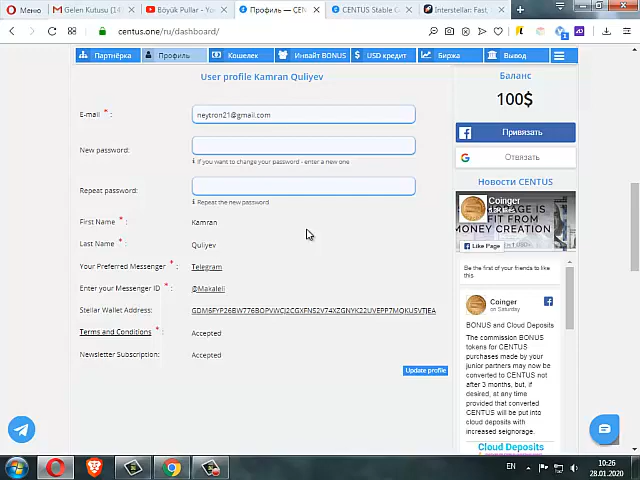 Меню
Gelen Kutusu (14
Böyük Pullar - You
Профиль — CEN
CENTUS Stable C
Interstellar: Fast,
centus.one/ru/dashboard/
Партнёрка
Профиль
Кошелек
Инвайт BONUS
USD кредит
Биржа
Вывод
User profile Kamran Quliyev
E-mail * :
neytron21@gmail.com
New password:
If you want to change your password - enter a new one
Repeat password:
Repeat the new password
First Name * :
Kamran
Last Name * :
Quliyev
Your Preferred Messenger * :
Telegram
Enter your Messenger ID * :
@Makaleli
Stellar Wallet Address:
Terms and Conditions * :
Accepted
Newsletter Subscription:
Accepted
Update profile
Баланс
100$
Привязать
Отвязать
Новости CENTUS
Coinger
Like Page
Be the first of your friends to like this.
Coinger
on Saturday
BONUS and Cloud Deposits
The commission BONUS
tokens for CENTUS
purchases made by your
junior partners may now
be converted to CENTUS not
after 3 months, but, if
desired, at any time
provided that converted
CENTUS will be put into
cloud deposits with
increased seignorage.
Cloud Deposits
EN
10:26
28.01.2020